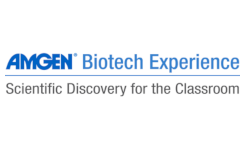 AMGEN® Biotech Experience
Scientific Discovery for the Classroom